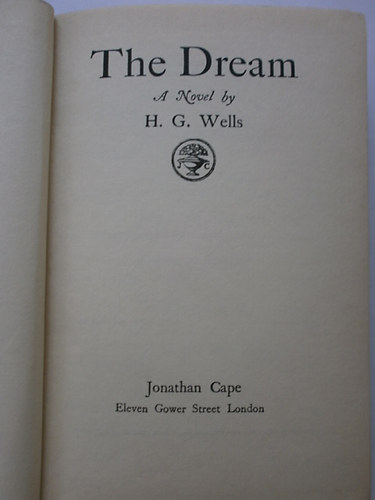 The Dream
A Novel by
H. G. Wells
J C
Jonathan Cape
Eleven Gower Street London